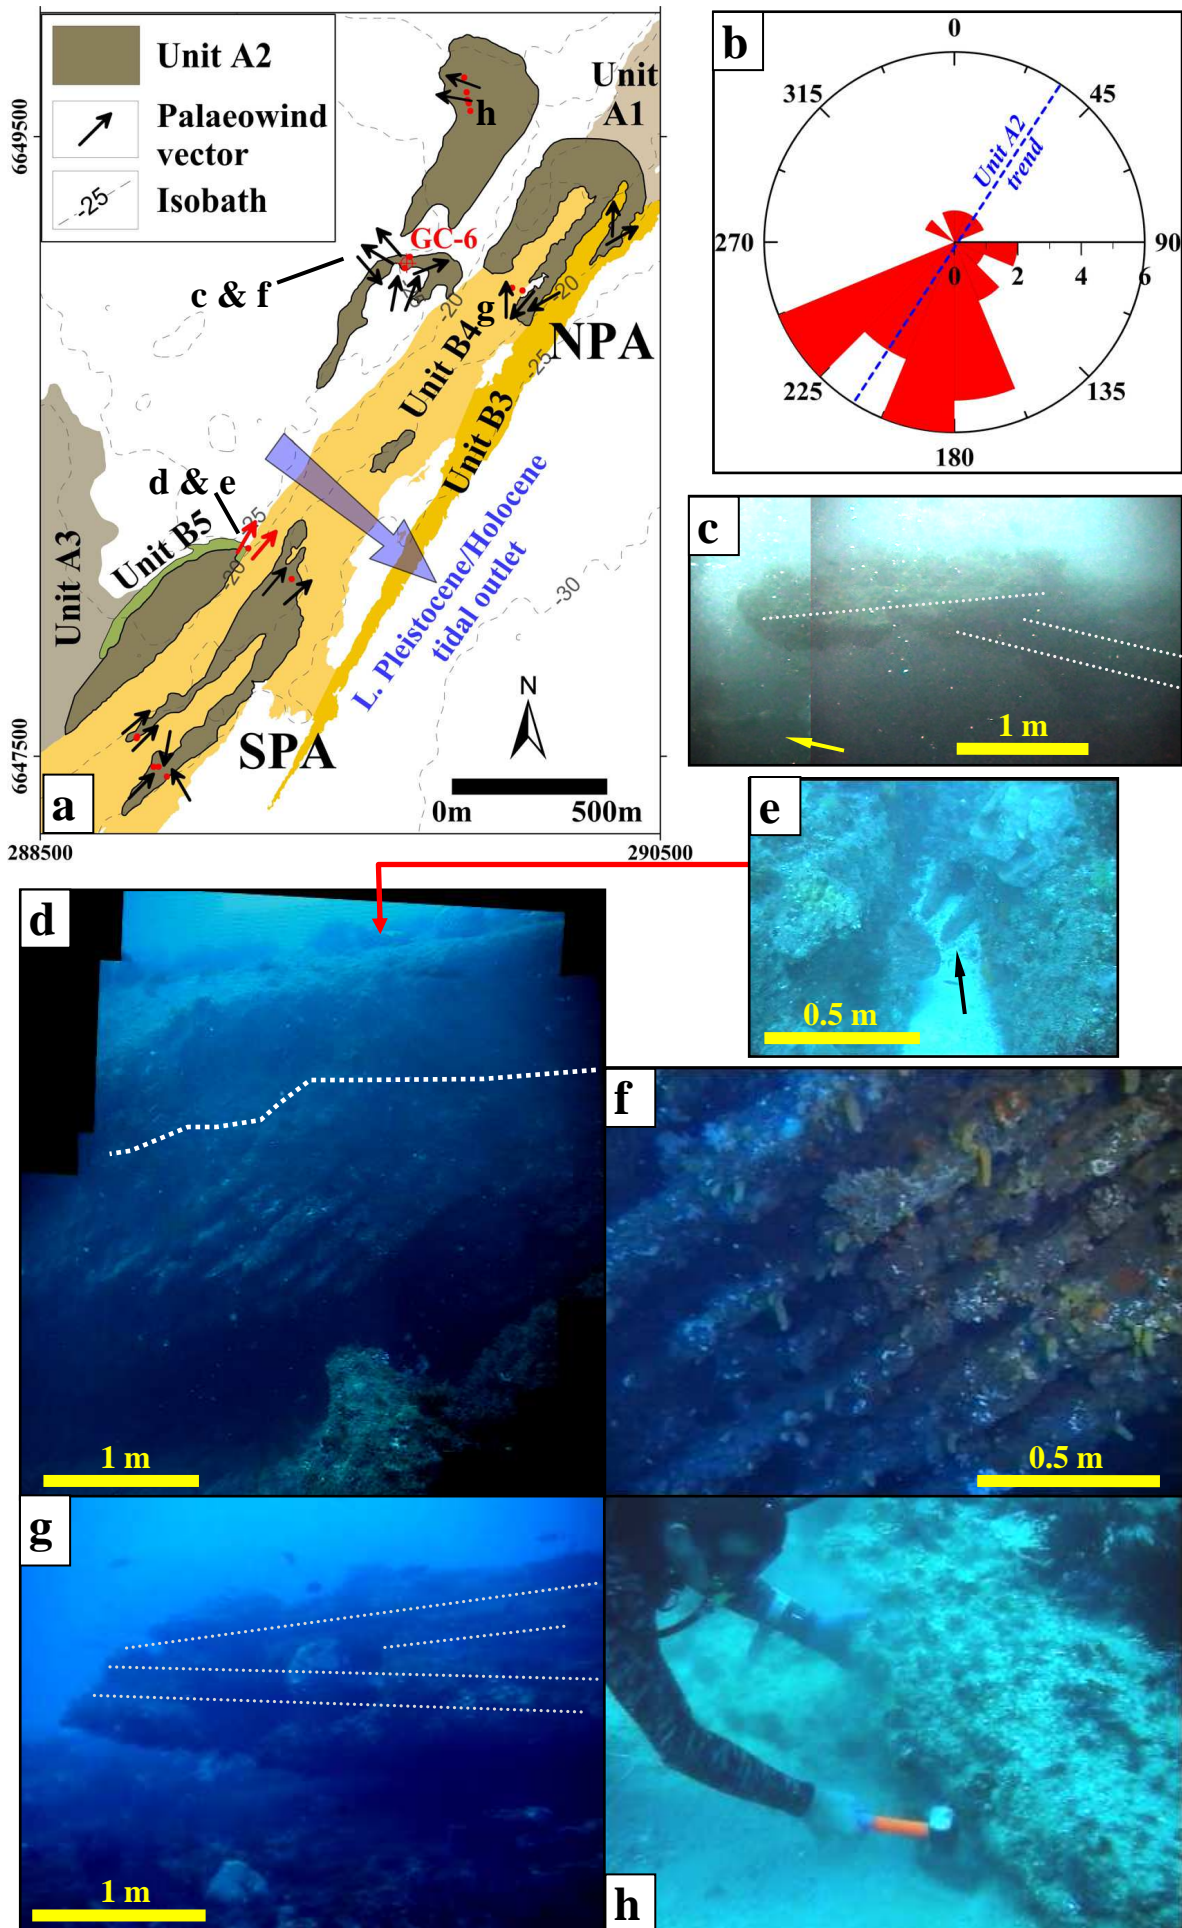 Unit A2
Palaeowind
vector
-25
Isobath
6649500
6647500
288500
290500
Unit
A1
h
GC-6
c & f
g
-20
-20
-25
NPA
Unit B4
Unit B3
d & e
-25
-20
Unit B5
Unit A3
L. Pleistocene/Holocene
tidal outlet
-30
SPA
N
0m
500m
a
b
0
45
90
135
180
225
270
315
0
2
4
6
Unit A2
trend
c
1 m
e
0.5 m
d
1 m
f
0.5 m
g
1 m
h